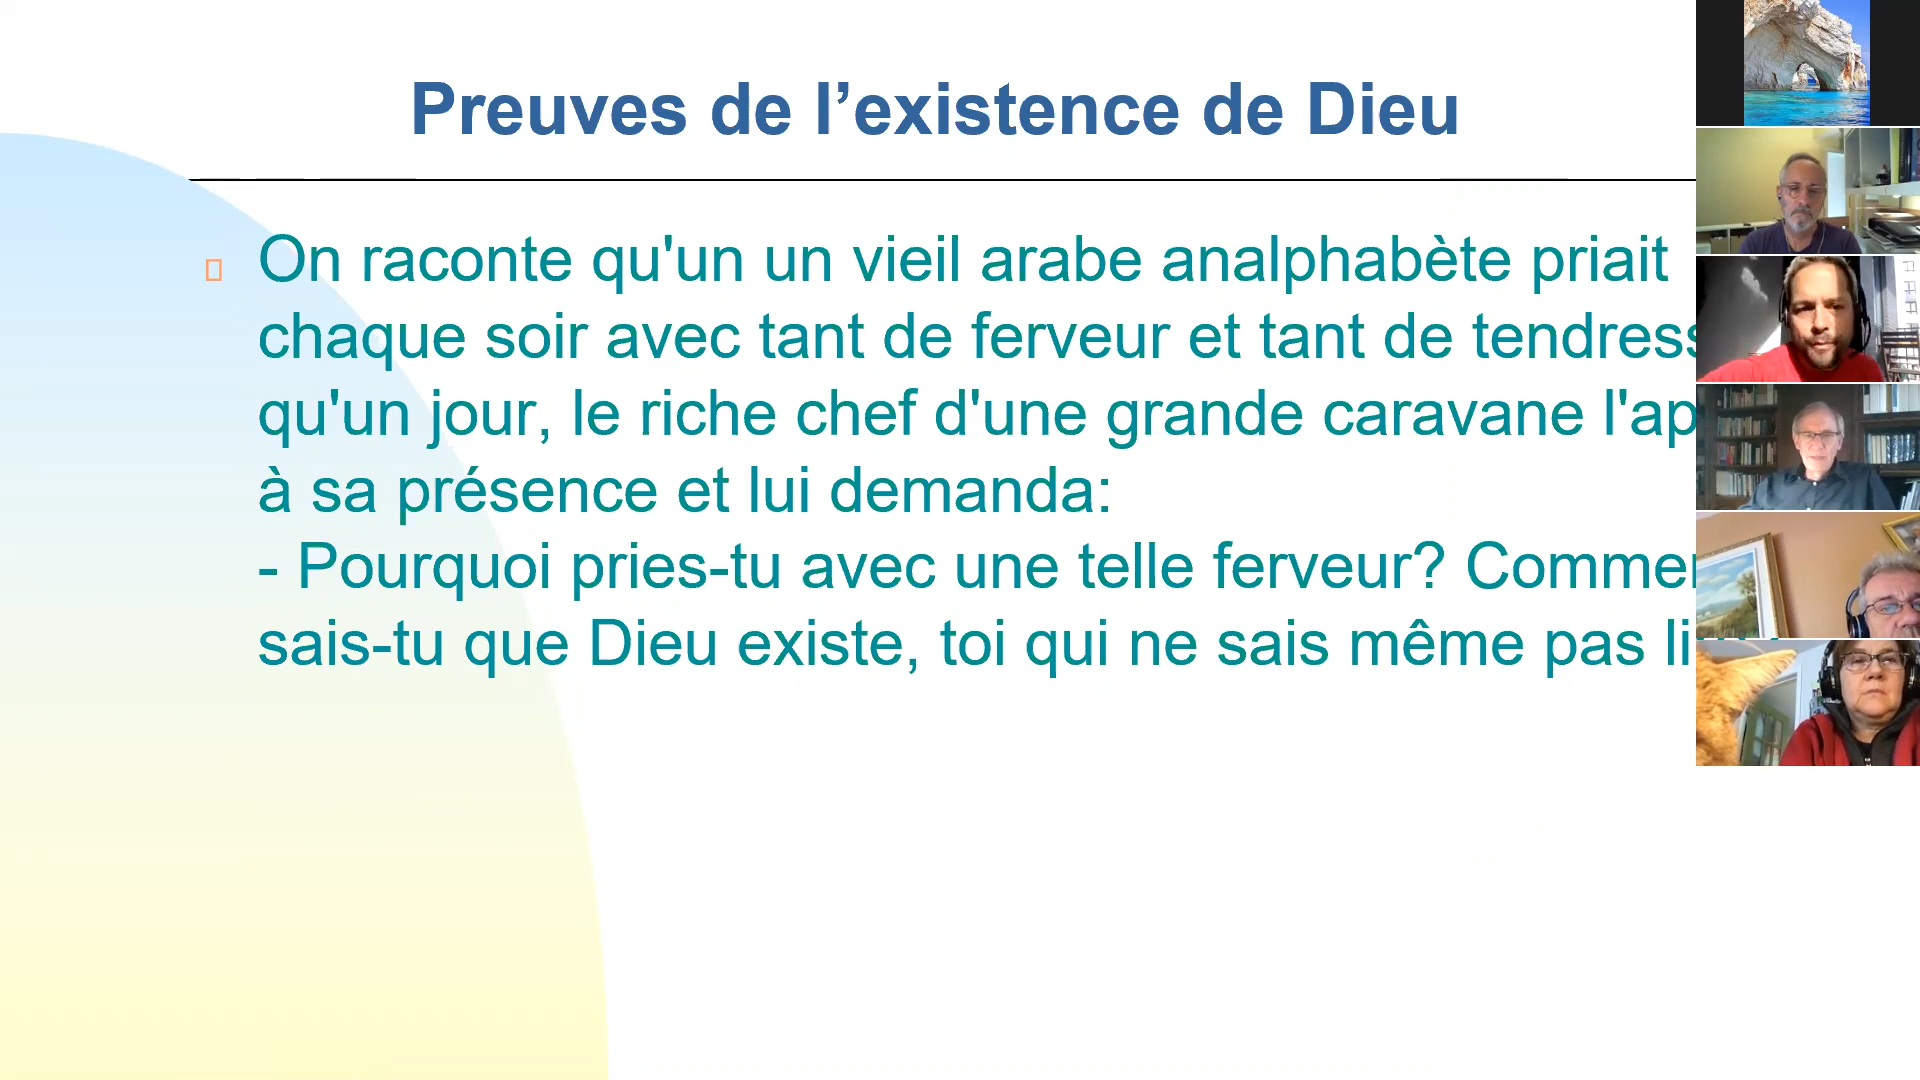 Preuves de l’existence de Dieu
On raconte qu'un un vieil arabe analphabète priait
chaque soir avec tant de ferveur et tant de
qu'un jour, le riche chef d'une grande caravane
à sa présence et lui demanda:
- Pourquoi pries-tu avec une telle ferveur?
sais-tu que Dieu existe, toi qui ne sais même pas